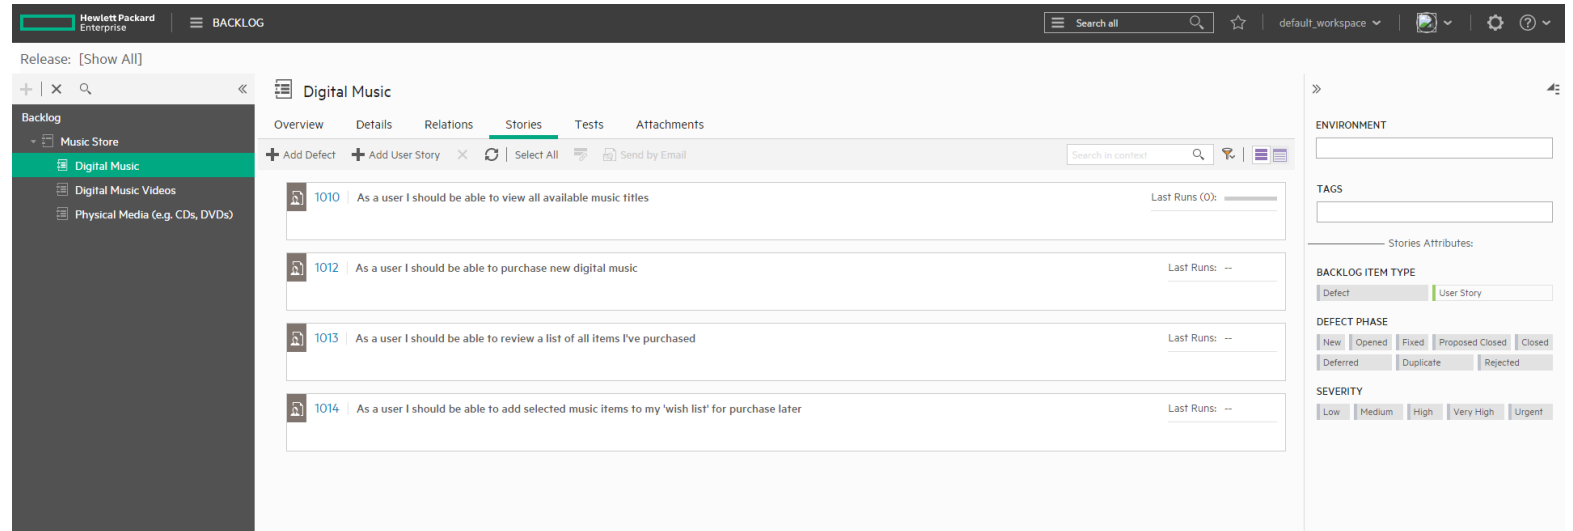 Hewlett Packard
Enterprise
BACKLOG
Search all
default_workspace
Release: [Show All]
Backlog
Music Store
Digital Music
Digital Music Videos
Physical Media (e.g. CDs, DVDs)
Digital Music
Overview Details Relations Stories Tests Attachments
Add Defect Add User Story Select All Send by Email Search in context
1010 As a user I should be able to view all available music titles Last Runs (0):
1012 As a user I should be able to purchase new digital music Last Runs: --
1013 As a user I should be able to review a list of all items I've purchased Last Runs: --
1014 As a user I should be able to add selected music items to my 'wish list' for purchase later Last Runs: --
ENVIRONMENT
TAGS
Stories Attributes:
BACKLOG ITEM TYPE
Defect User Story
DEFECT PHASE
New Opened Fixed Proposed Closed Closed
Deferred Duplicate Rejected
SEVERITY
Low Medium High Very High Urgent